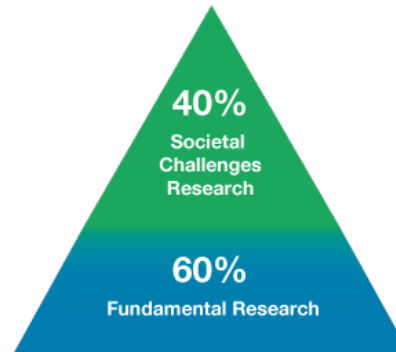 40%
Societal
Challenges
Research
60%
Fundamental Research